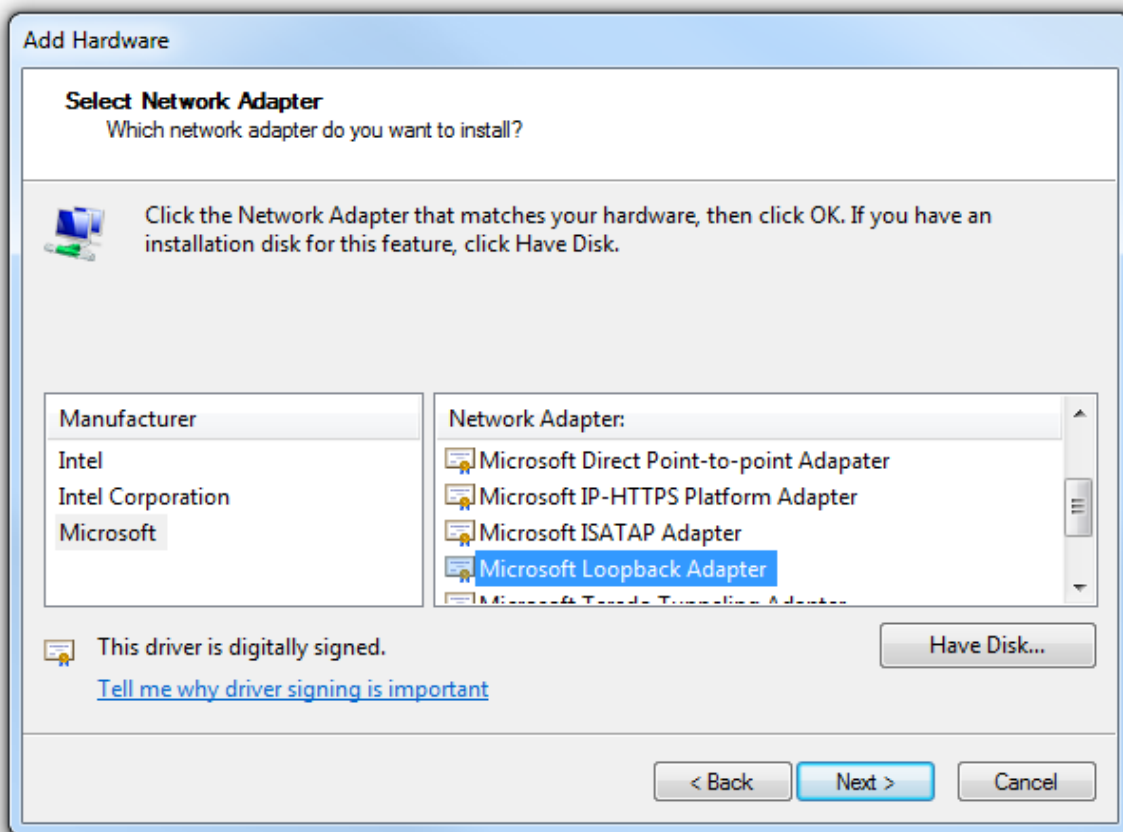 Add Hardware
Select Network Adapter
Which network adapter do you want to install?
Click the Network Adapter that matches your hardware, then click OK. If you have an
installation disk for this feature, click Have Disk.
Manufacturer
Intel
Intel Corporation
Microsoft
Network Adapter:
Microsoft Direct Point-to-point Adapater
Microsoft IP-HTTPS Platform Adapter
Microsoft ISATAP Adapter
Microsoft Loopback Adapter
Microsoft Teredo Tunneling Adapter
This driver is digitally signed.
Have Disk...
Tell me why driver signing is important
< Back
Next >
Cancel